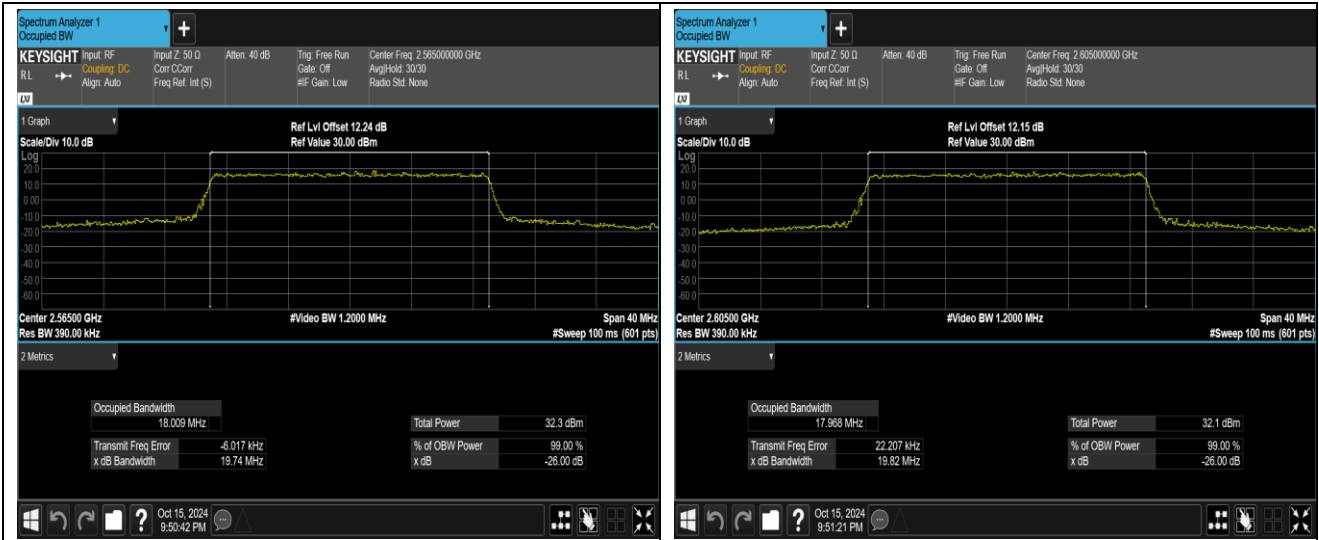 Spectrum Analyzer 1
Occupied BW
+
KEYSIGHT Input: RF Input Z: 50 Ω Atten: 40 dB Trig: Free Run Center Freq: 2.565000000 GHz
RL Coupling: DC Corr CCorr Gate: Off Avg|Hold: 30/30
Align: Auto Freq Ref: Int (S) #IF Gain: Low Radio Std: None
LXI
1 Graph
Ref Lvl Offset 12.24 dB
Scale/Div 10.0 dB Ref Value 30.00 dBm
Log
20.0
10.0
0.00
-10.0
-20.0
-30.0
-40.0
-50.0
-60.0
Center 2.56500 GHz #Video BW 1.2000 MHz Span 40 MHz
Res BW 390.00 kHz #Sweep 100 ms (601 pts)
2 Metrics
Occupied Bandwidth
18.009 MHz Total Power 32.3 dBm
Transmit Freq Error -6.017 kHz % of OBW Power 99.00 %
x dB Bandwidth 19.74 MHz x dB -26.00 dB
? Oct 15, 2024
9:50:42 PM
Spectrum Analyzer 1
Occupied BW
+
KEYSIGHT Input: RF Input Z: 50 Ω Atten: 40 dB Trig: Free Run Center Freq: 2.605000000 GHz
RL Coupling: DC Corr CCorr Gate: Off Avg|Hold: 30/30
Align: Auto Freq Ref: Int (S) #IF Gain: Low Radio Std: None
LXI
1 Graph
Ref Lvl Offset 12.15 dB
Scale/Div 10.0 dB Ref Value 30.00 dBm
Log
20.0
10.0
0.00
-10.0
-20.0
-30.0
-40.0
-50.0
-60.0
Center 2.60500 GHz #Video BW 1.2000 MHz Span 40 MHz
Res BW 390.00 kHz #Sweep 100 ms (601 pts)
2 Metrics
Occupied Bandwidth
17.968 MHz Total Power 32.1 dBm
Transmit Freq Error 22.207 kHz % of OBW Power 99.00 %
x dB Bandwidth 19.82 MHz x dB -26.00 dB
? Oct 15, 2024
9:51:21 PM